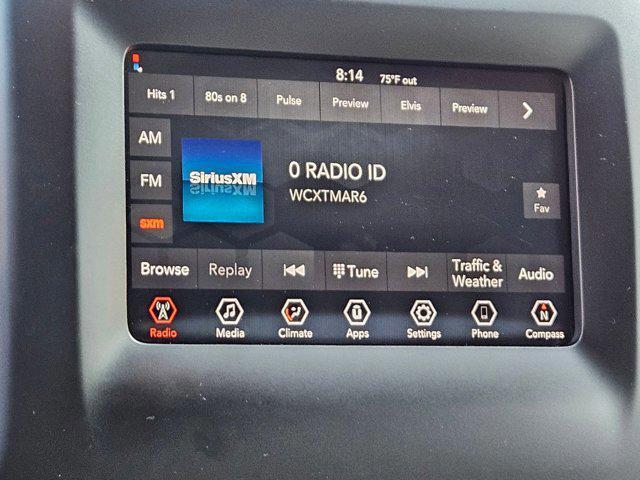 8:14 75°F out
Hits 1 80s on 8 Pulse Preview Elvis Preview
AM
SiriusXM
0 RADIO ID
FM
WCXTMAR6
sxm
Fav
Browse Replay Tune Traffic & Weather Audio
Radio Media Climate Apps Settings Phone Compass
U
N